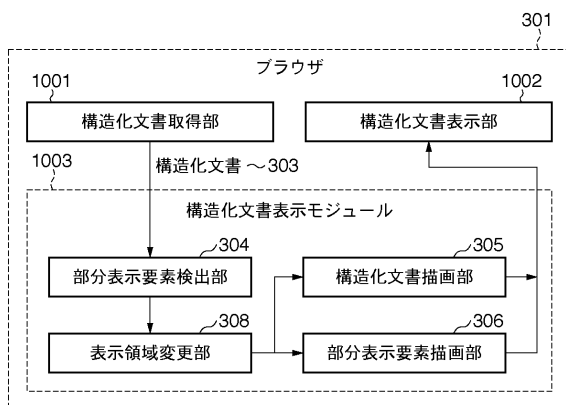 301
ブラウザ
1001
1002
構造化文書取得部
構造化文書表示部
1003
構造化文書 ~303
構造化文書表示モジュール
304
305
部分表示要素検出部
構造化文書描画部
308
306
表示領域変更部
部分表示要素描画部